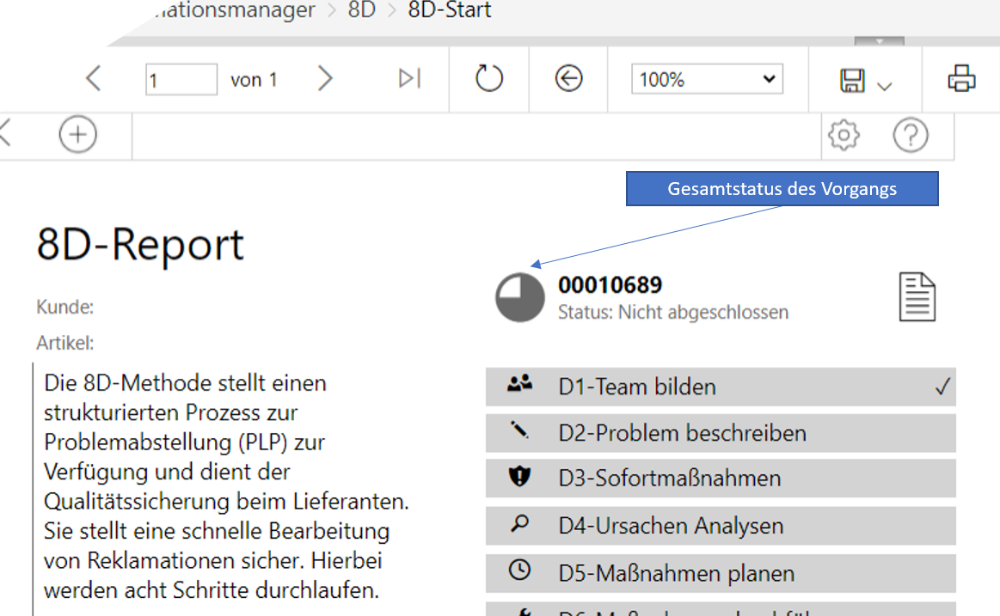 8D > 8D-Start
1 von 1
100%
Gesamtstatus des Vorgangs
8D-Report
00010689
Status: Nicht abgeschlossen
Kunde:
Artikel:
Die 8D-Methode stellt einen
strukturierten Prozess zur
Problemabstellung (PLP) zur
Verfügung und dient der
Qualitätssicherung beim Lieferanten.
Sie stellt eine schnelle Bearbeitung
von Reklamationen sicher. Hierbei
werden acht Schritte durchlaufen.
D1-Team bilden ✓
D2-Problem beschreiben
D3-Sofortmaßnahmen
D4-Ursachen Analysen
D5-Maßnahmen planen